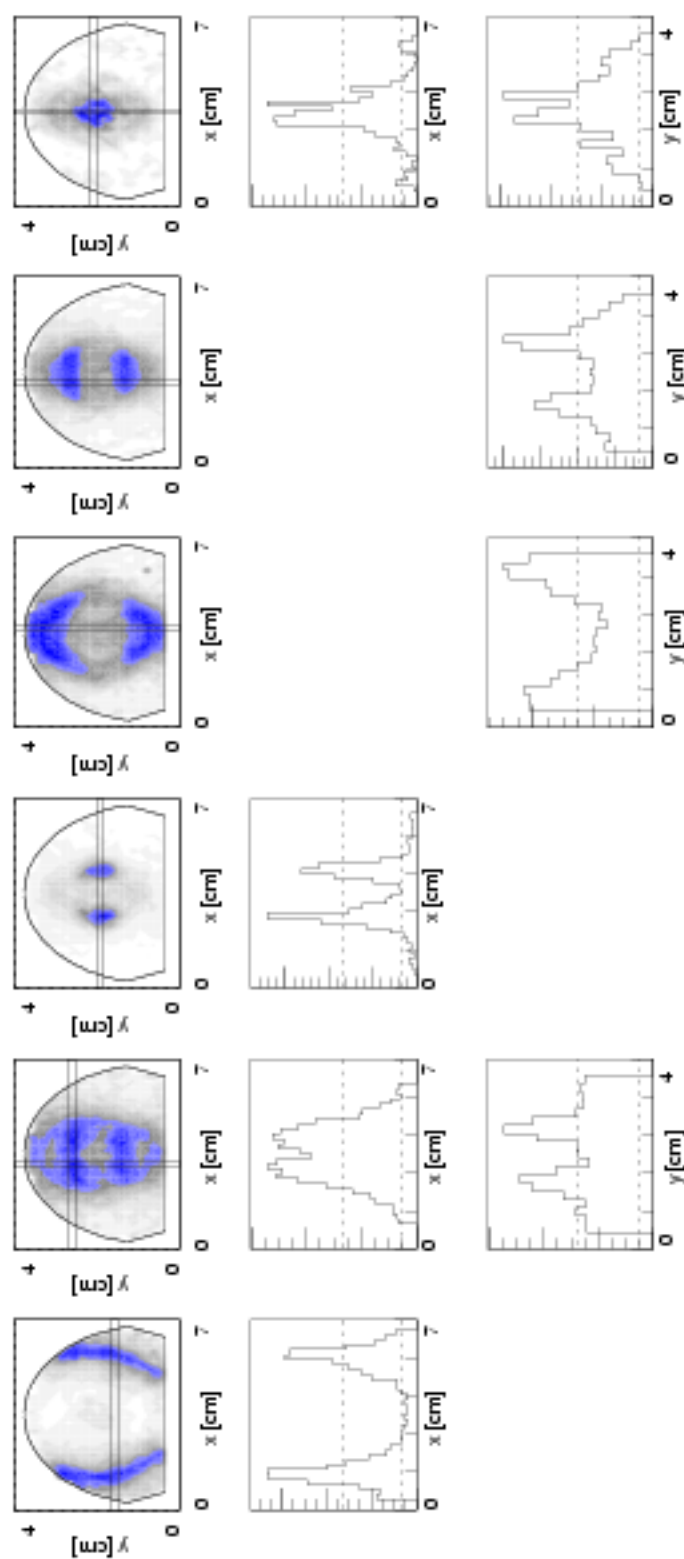 4 4 4 4 4 4
y [cm] y [cm] y [cm] y [cm] y [cm] y [cm]
0 0 0 0 0 0
0 x [cm] 7 0 x [cm] 7 0 x [cm] 7 0 x [cm] 7 0 x [cm] 7 0 x [cm] 7
0 x [cm] 7 0 x [cm] 7 0 x [cm] 7 0 x [cm] 7
0 y [cm] 4 0 y [cm] 4 0 y [cm] 4 0 y [cm] 4